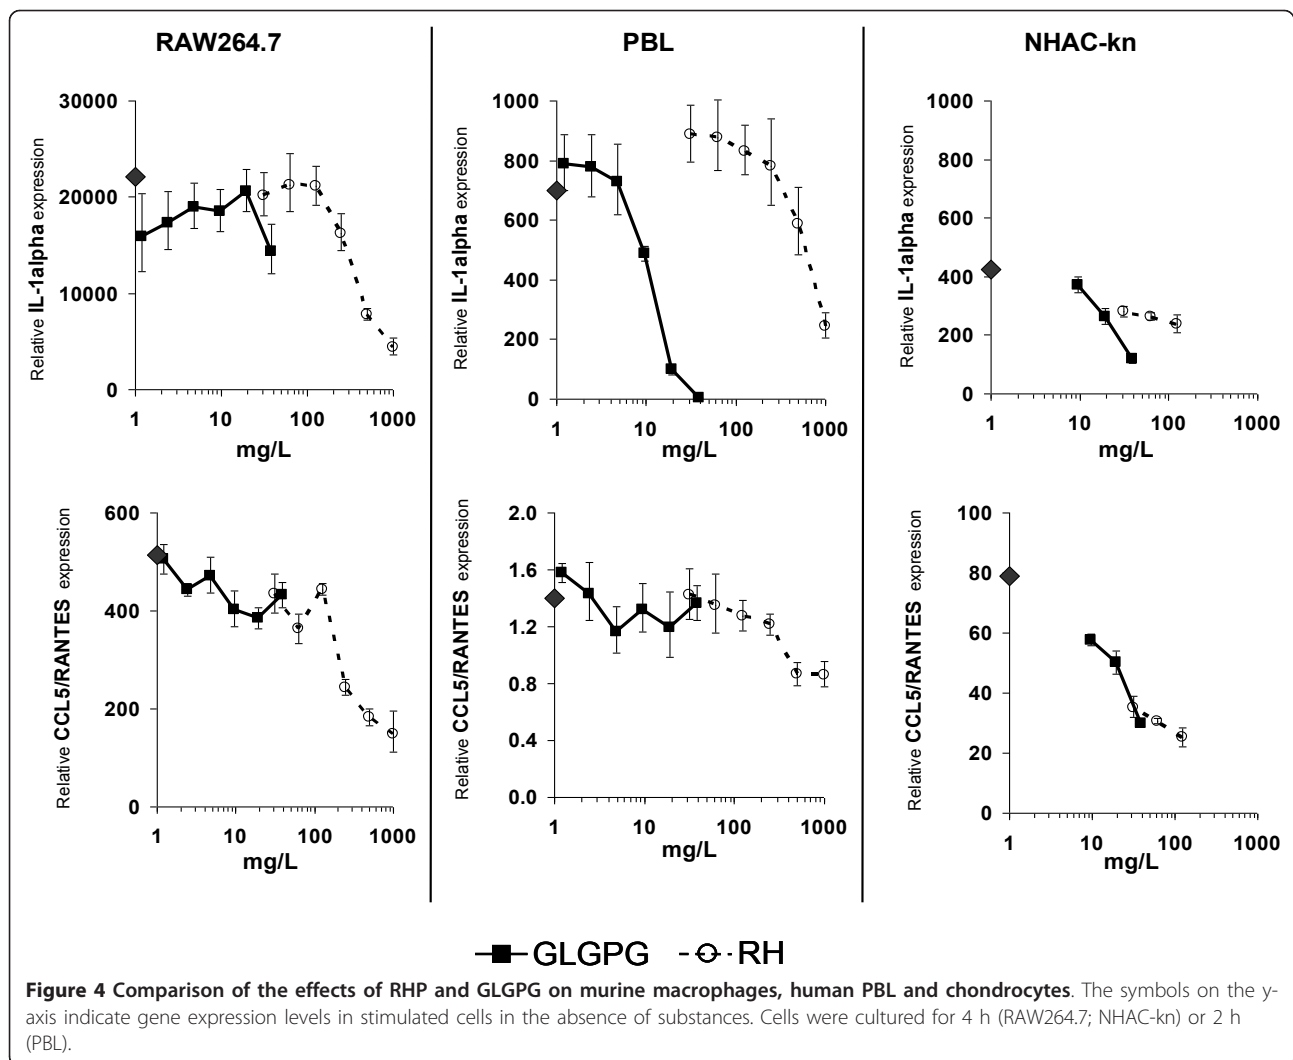 RAW264.7
PBL
NHAC-kn
Relative IL-1alpha expression
30000
20000
10000
0
1
10
100
1000
mg/L
Relative IL-1alpha expression
1000
800
600
400
200
0
1
10
100
1000
mg/L
Relative IL-1alpha expression
1000
800
600
400
200
0
1
10
100
1000
mg/L
Relative CCL5/RANTES expression
600
400
200
0
1
10
100
1000
mg/L
Relative CCL5/RANTES expression
2.0
1.6
1.2
0.8
0.4
0.0
1
10
100
1000
mg/L
Relative CCL5/RANTES expression
100
80
60
40
20
0
1
10
100
1000
mg/L
GLGPG
RH
Figure 4 Comparison of the effects of RHP and GLGPG on murine macrophages, human PBL and chondrocytes. The symbols on the y-
axis indicate gene expression levels in stimulated cells in the absence of substances. Cells were cultured for 4 h (RAW264.7; NHAC-kn) or 2 h
(PBL).